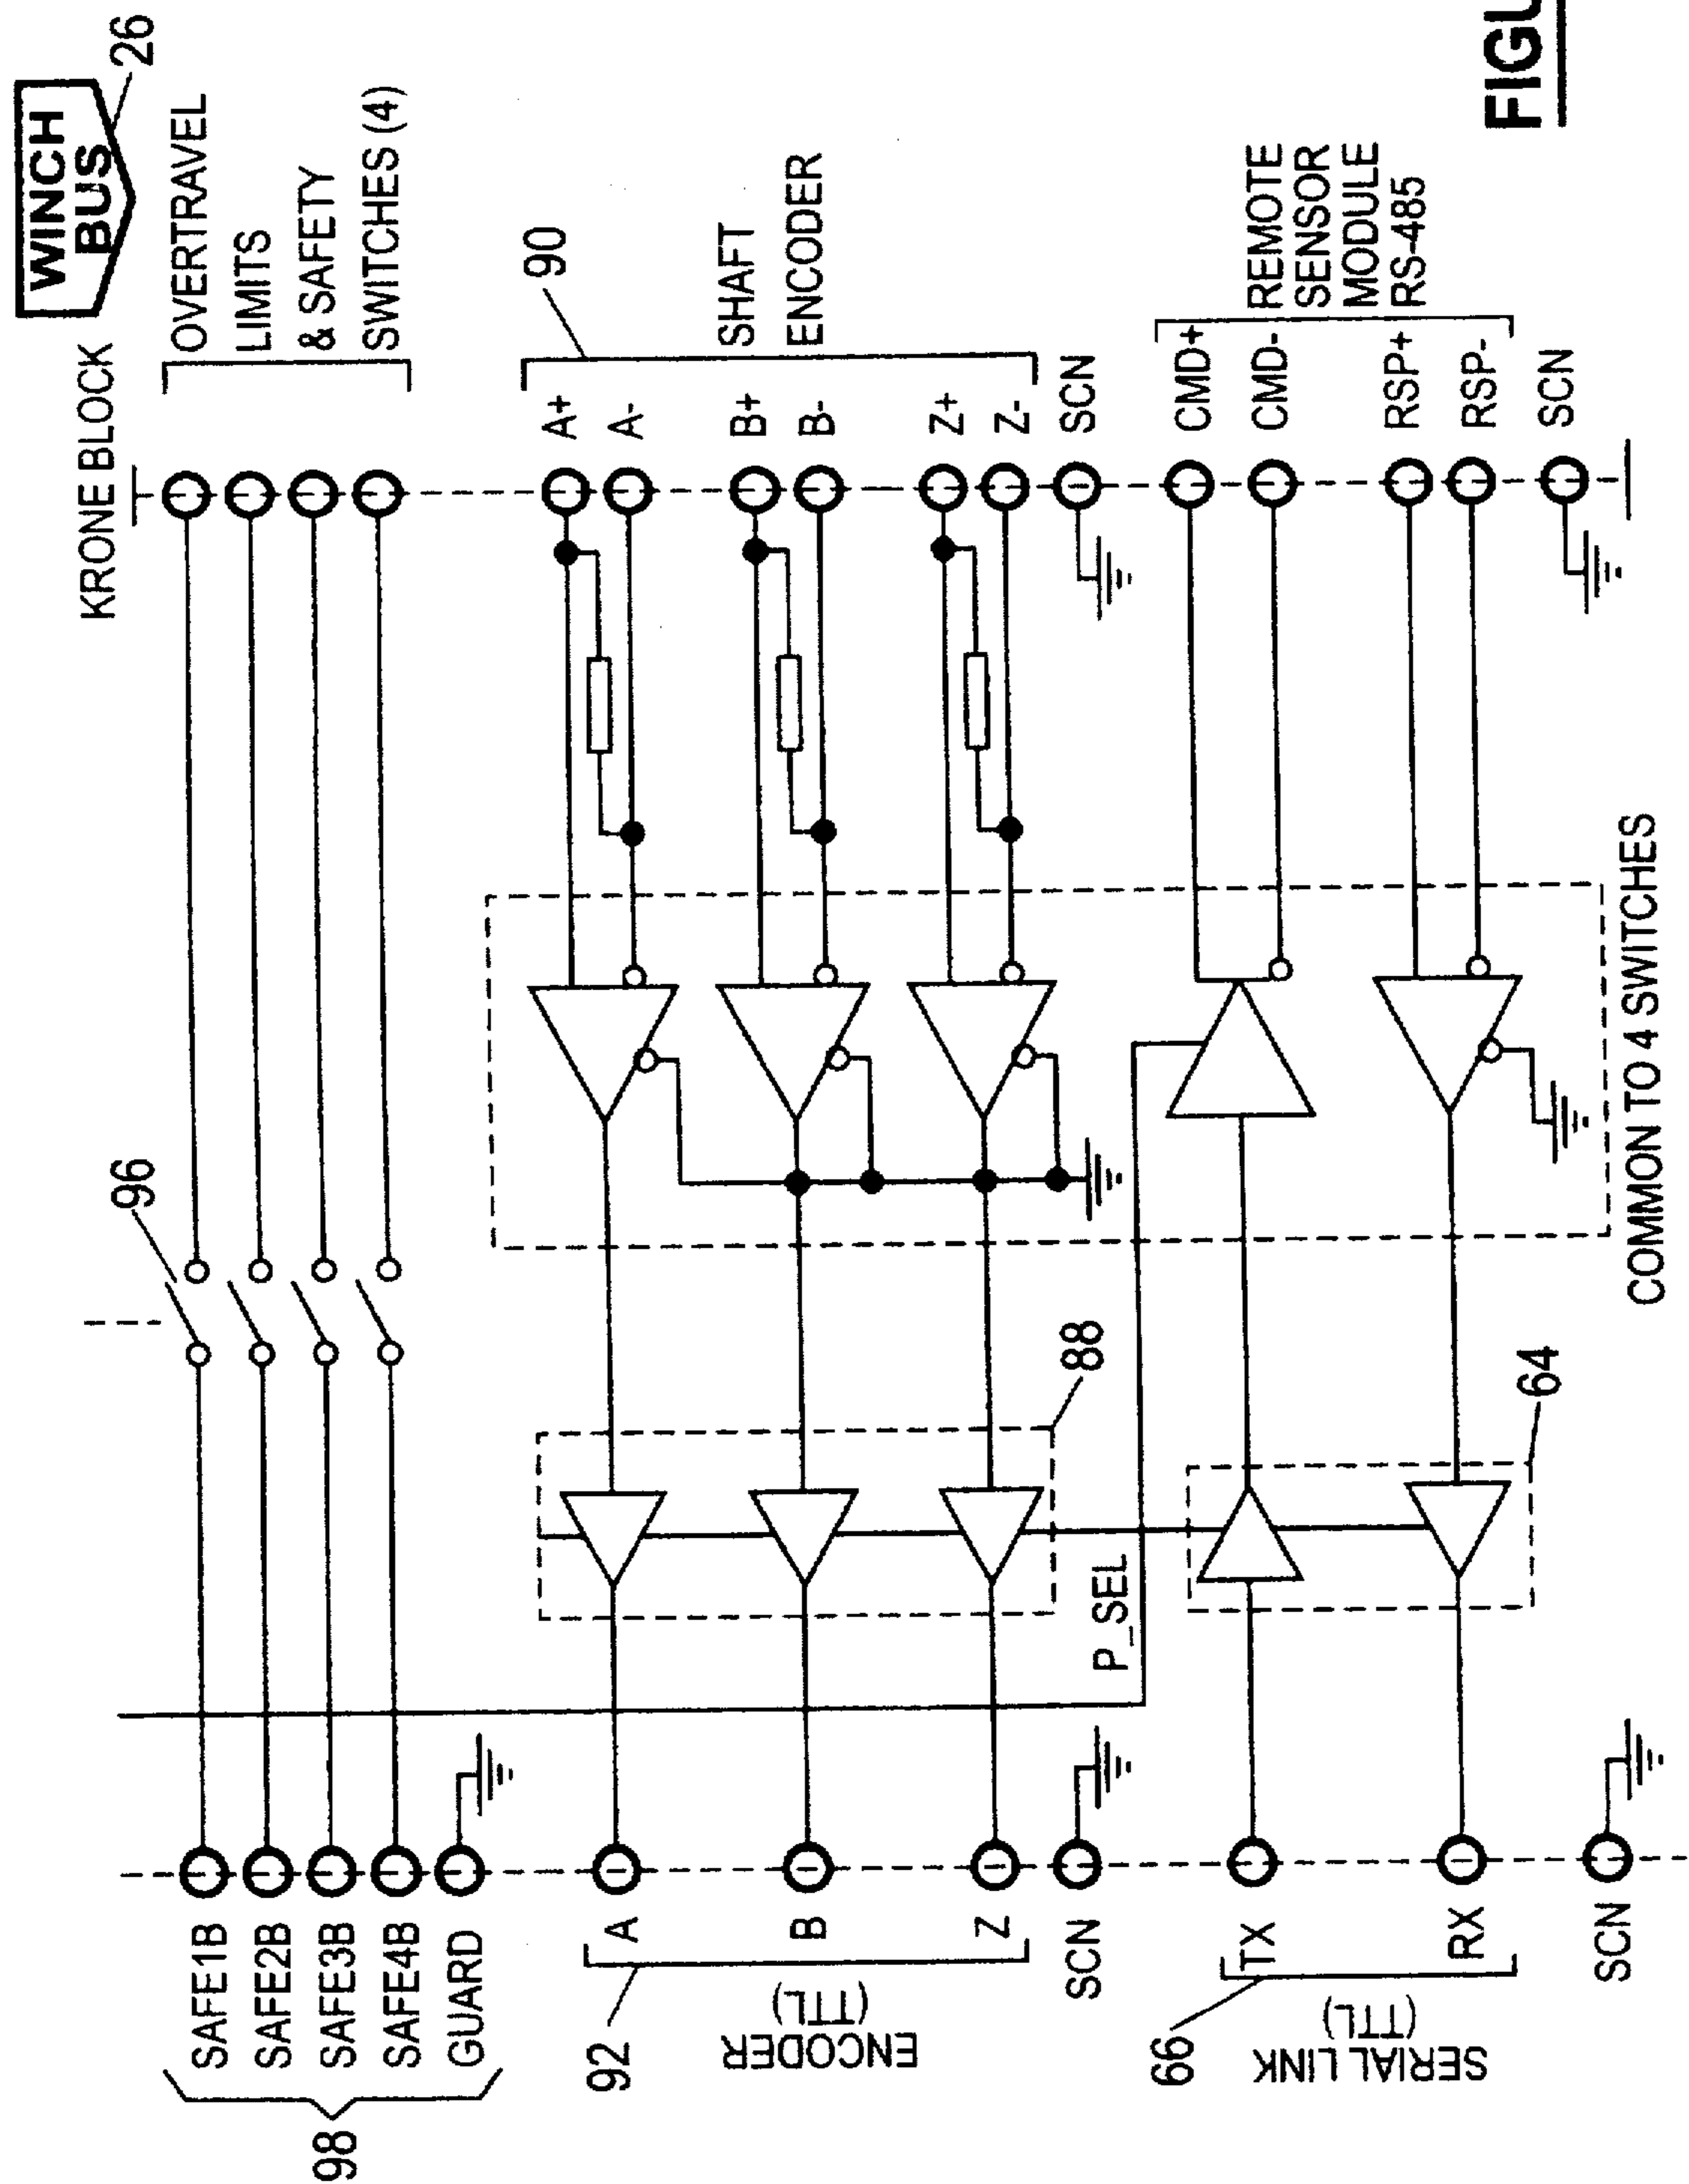 WINCH
BUS
26
KRONE BLOCK
OVERTRAVEL
LIMITS
& SAFETY
SWITCHES (4)
96
SAFE1B
SAFE2B
SAFE3B
SAFE4B
GUARD
98
90
A+
A-
B+
B-
Z+
Z-
SCN
SHAFT
ENCODER
A
B
Z
SCN
92
ENCODER
(TTL)
88
P_SEL
CMD+
CMD-
RSP+
RSP-
SCN
REMOTE
SENSOR
MODULE
RS-485
TX
RX
SCN
66
SERIAL LINK
(TTL)
64
COMMON TO 4 SWITCHES